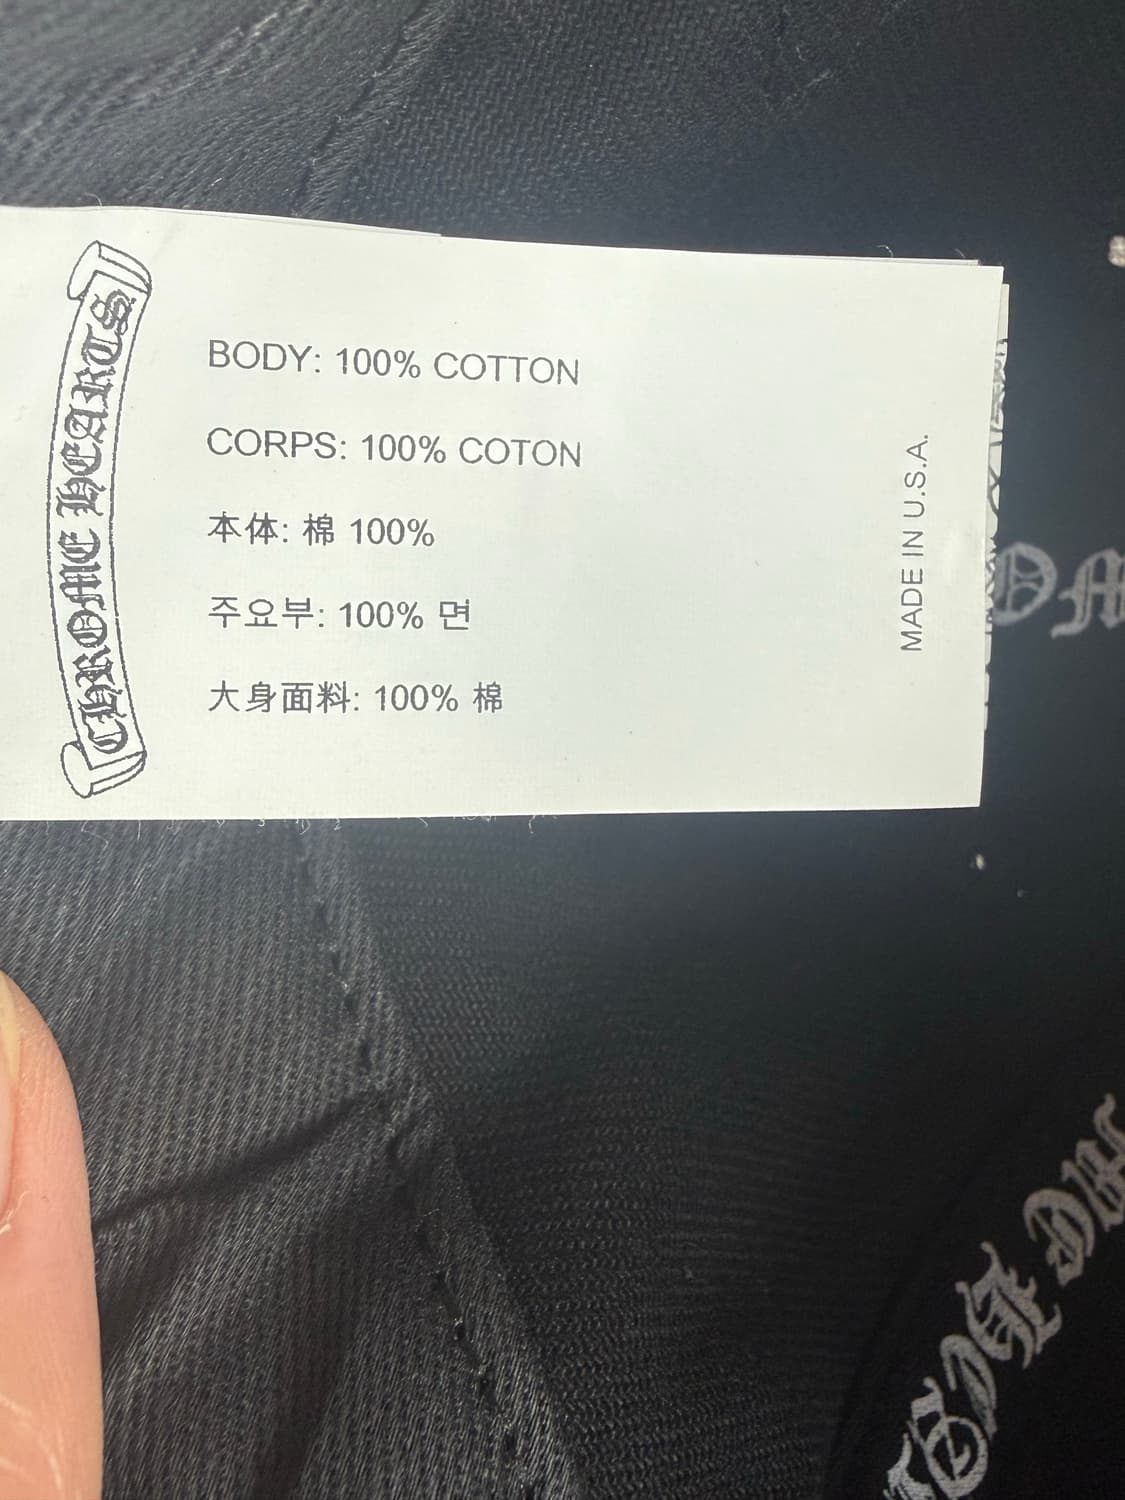 CHROME HEARTS
BODY: 100% COTTON
CORPS: 100% COTON
本体: 棉 100%
주요부: 100% 면
大身面料: 100% 棉
MADE IN U.S.A.